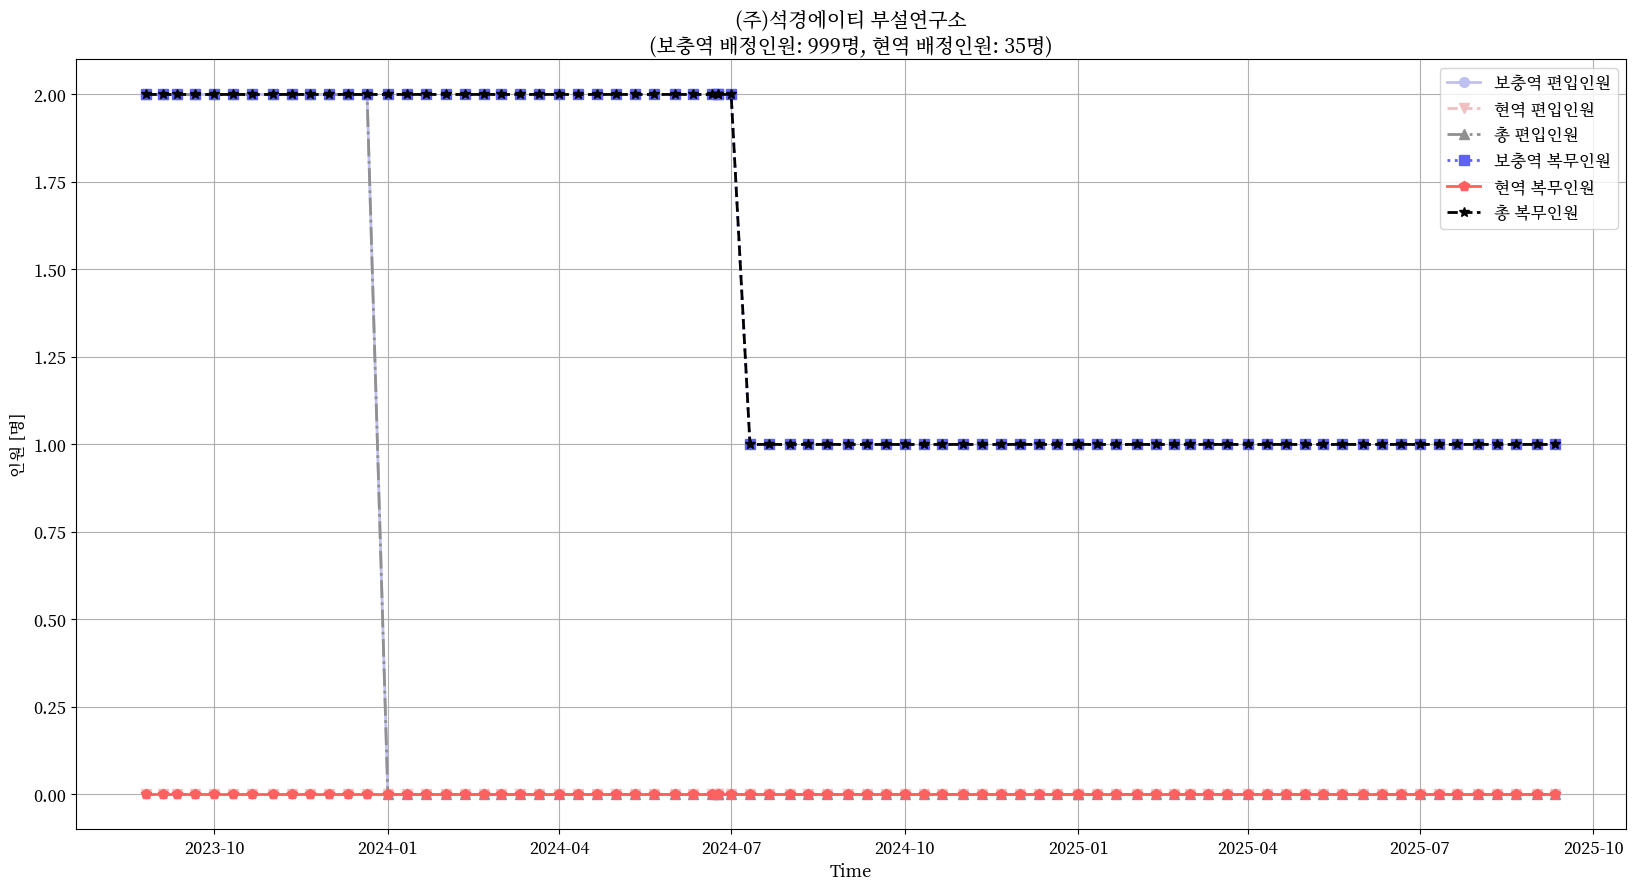 (주)석경에이티 부설연구소
(보충역 배정인원: 999명, 현역 배정인원: 35명)
보충역 편입인원
현역 편입인원
총 편입인원
보충역 복무인원
현역 복무인원
총 복무인원
인원 [명]
2.00
1.75
1.50
1.25
1.00
0.75
0.50
0.25
0.00
2023-10 2024-01 2024-04 2024-07 2024-10 2025-01 2025-04 2025-07 2025-10
Time